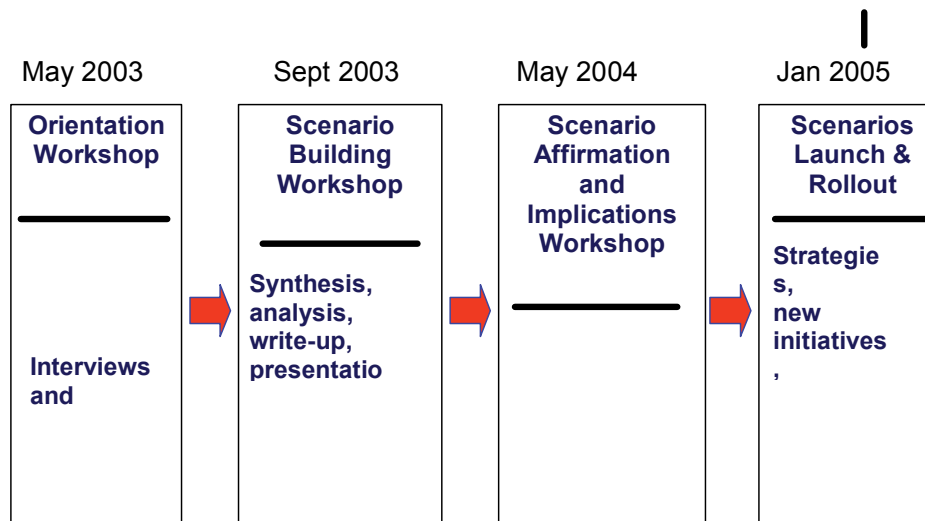 May 2003
Orientation
Workshop
Interviews
and
Sept 2003
Scenario
Building
Workshop
Synthesis,
analysis,
write-up,
presentatio
May 2004
Scenario
Affirmation
and
Implications
Workshop
Jan 2005
Scenarios
Launch &
Rollout
Strategie
s,
new
initiatives
,